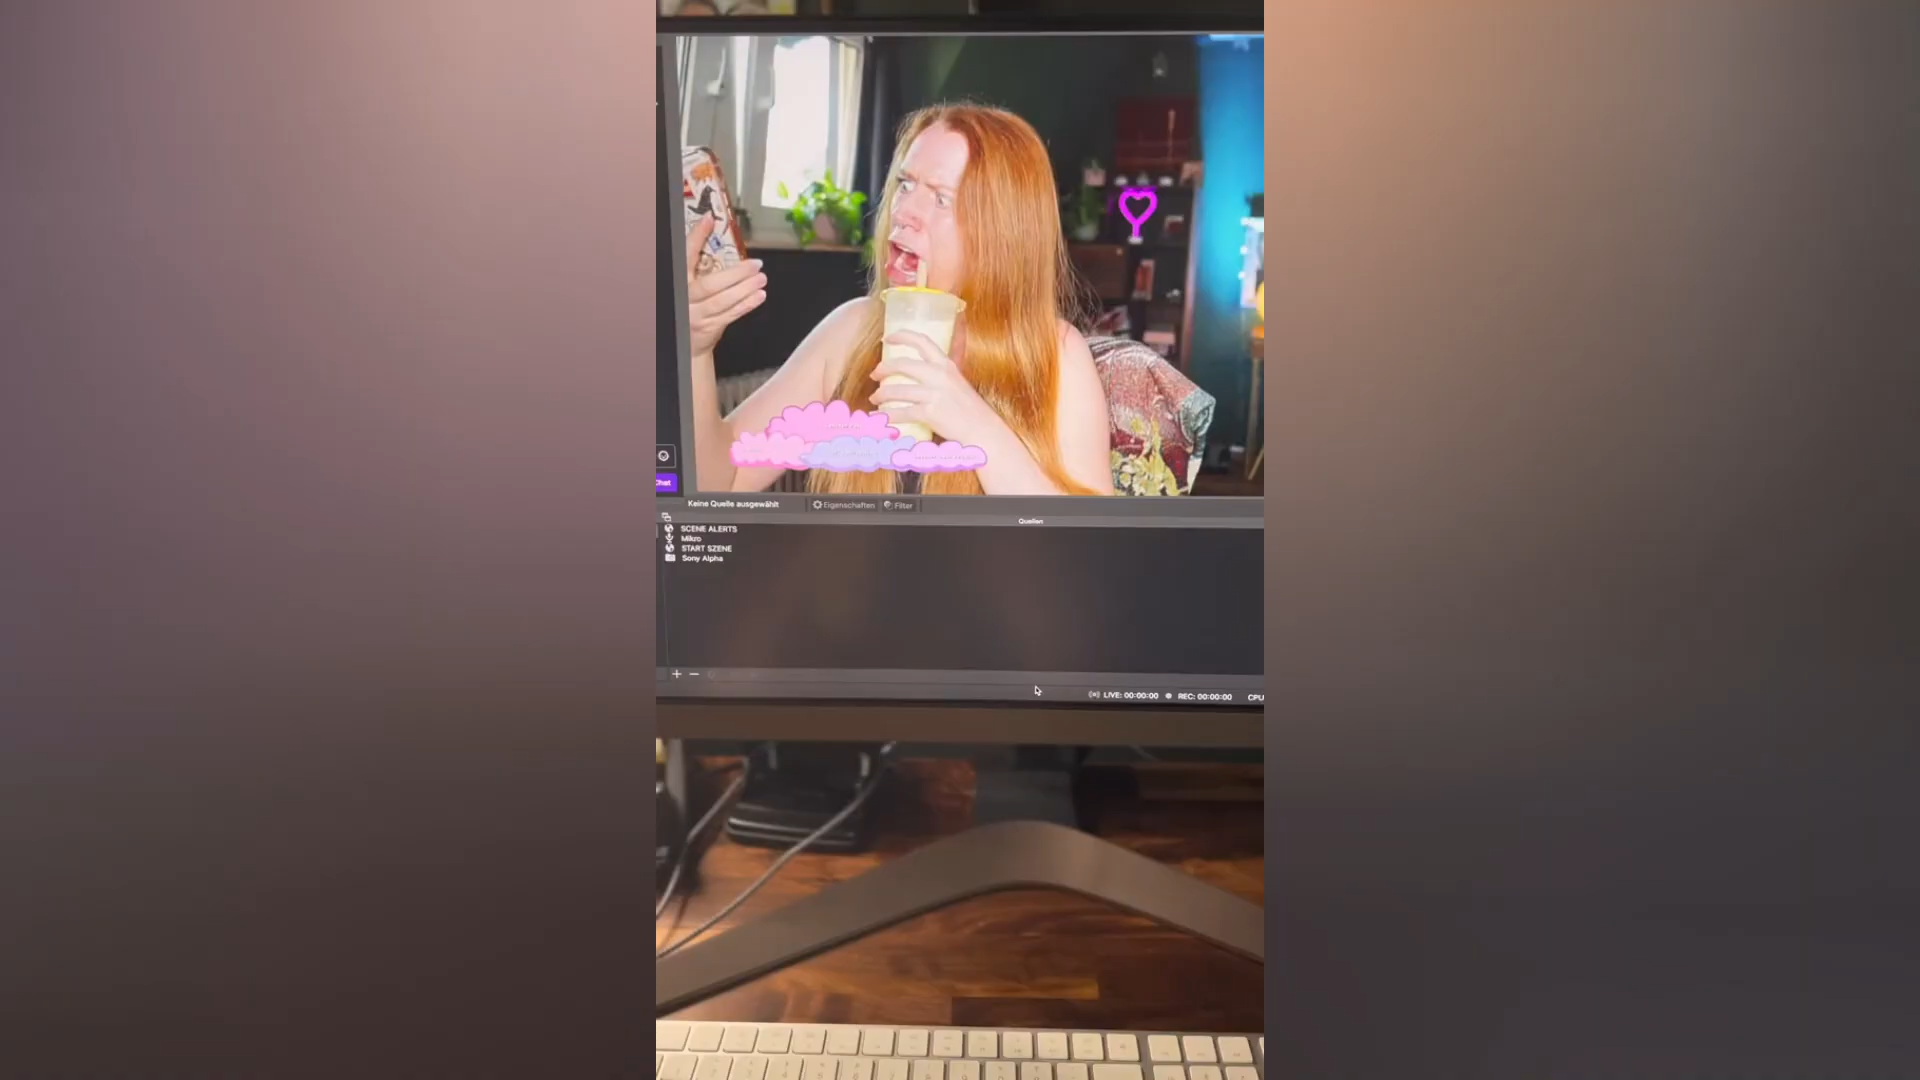 Chat
Keine Quelle ausgewählt
Eigenschaften
Filter
Quellen
SCENE ALERTS
Mikro
START SZENE
Sony Alpha
LIVE: 00:00:00
REC: 00:00:00
CPU